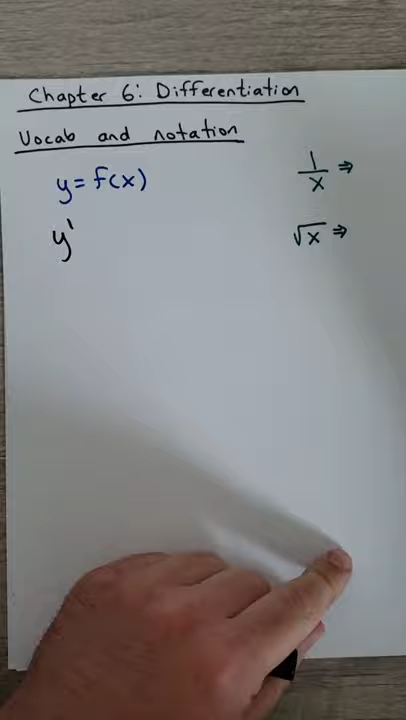 Chapter 6: Differentiation
Vocab and notation
y = f(x)
1/x ⇒
y'
√x ⇒